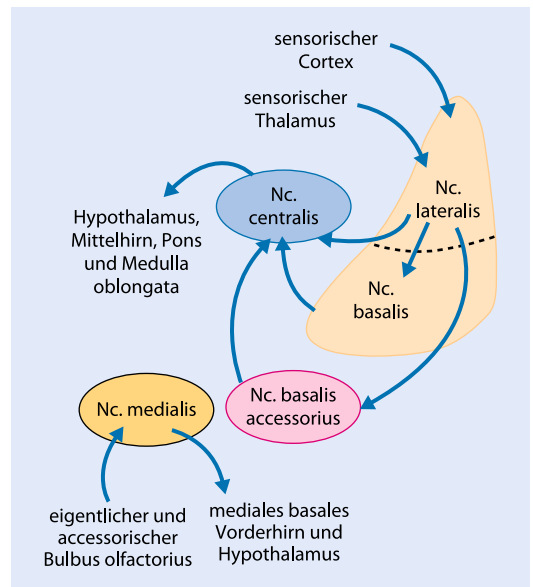 sensorischer
Cortex
sensorischer
Thalamus
Nc.
centralis
Nc.
lateralis
Hypothalamus,
Mittelhirn, Pons
und Medulla
oblongata
Nc.
basalis
Nc. medialis
Nc. basalis
accessorius
eigentlicher und
accessorischer
Bulbus olfactorius
mediales basales
Vorderhirn und
Hypothalamus